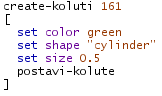 create-koluti 161
[
  set color green
  set shape "cylinder"
  set size 0.5
  postavi-kolute
]